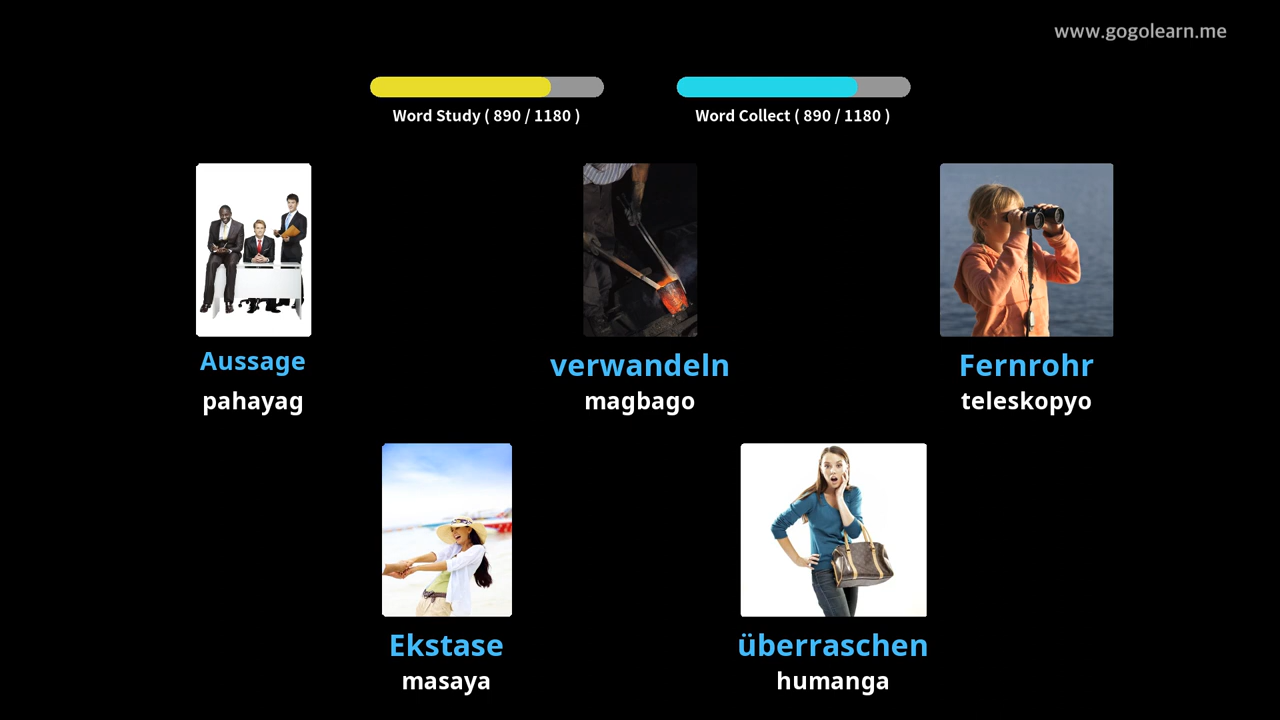 www.gogolearn.me
Word Study ( 890 / 1180 )
Word Collect ( 890 / 1180 )
Aussage
pahayag
verwandeln
magbago
Fernrohr
teleskopyo
Ekstase
masaya
überraschen
humanga